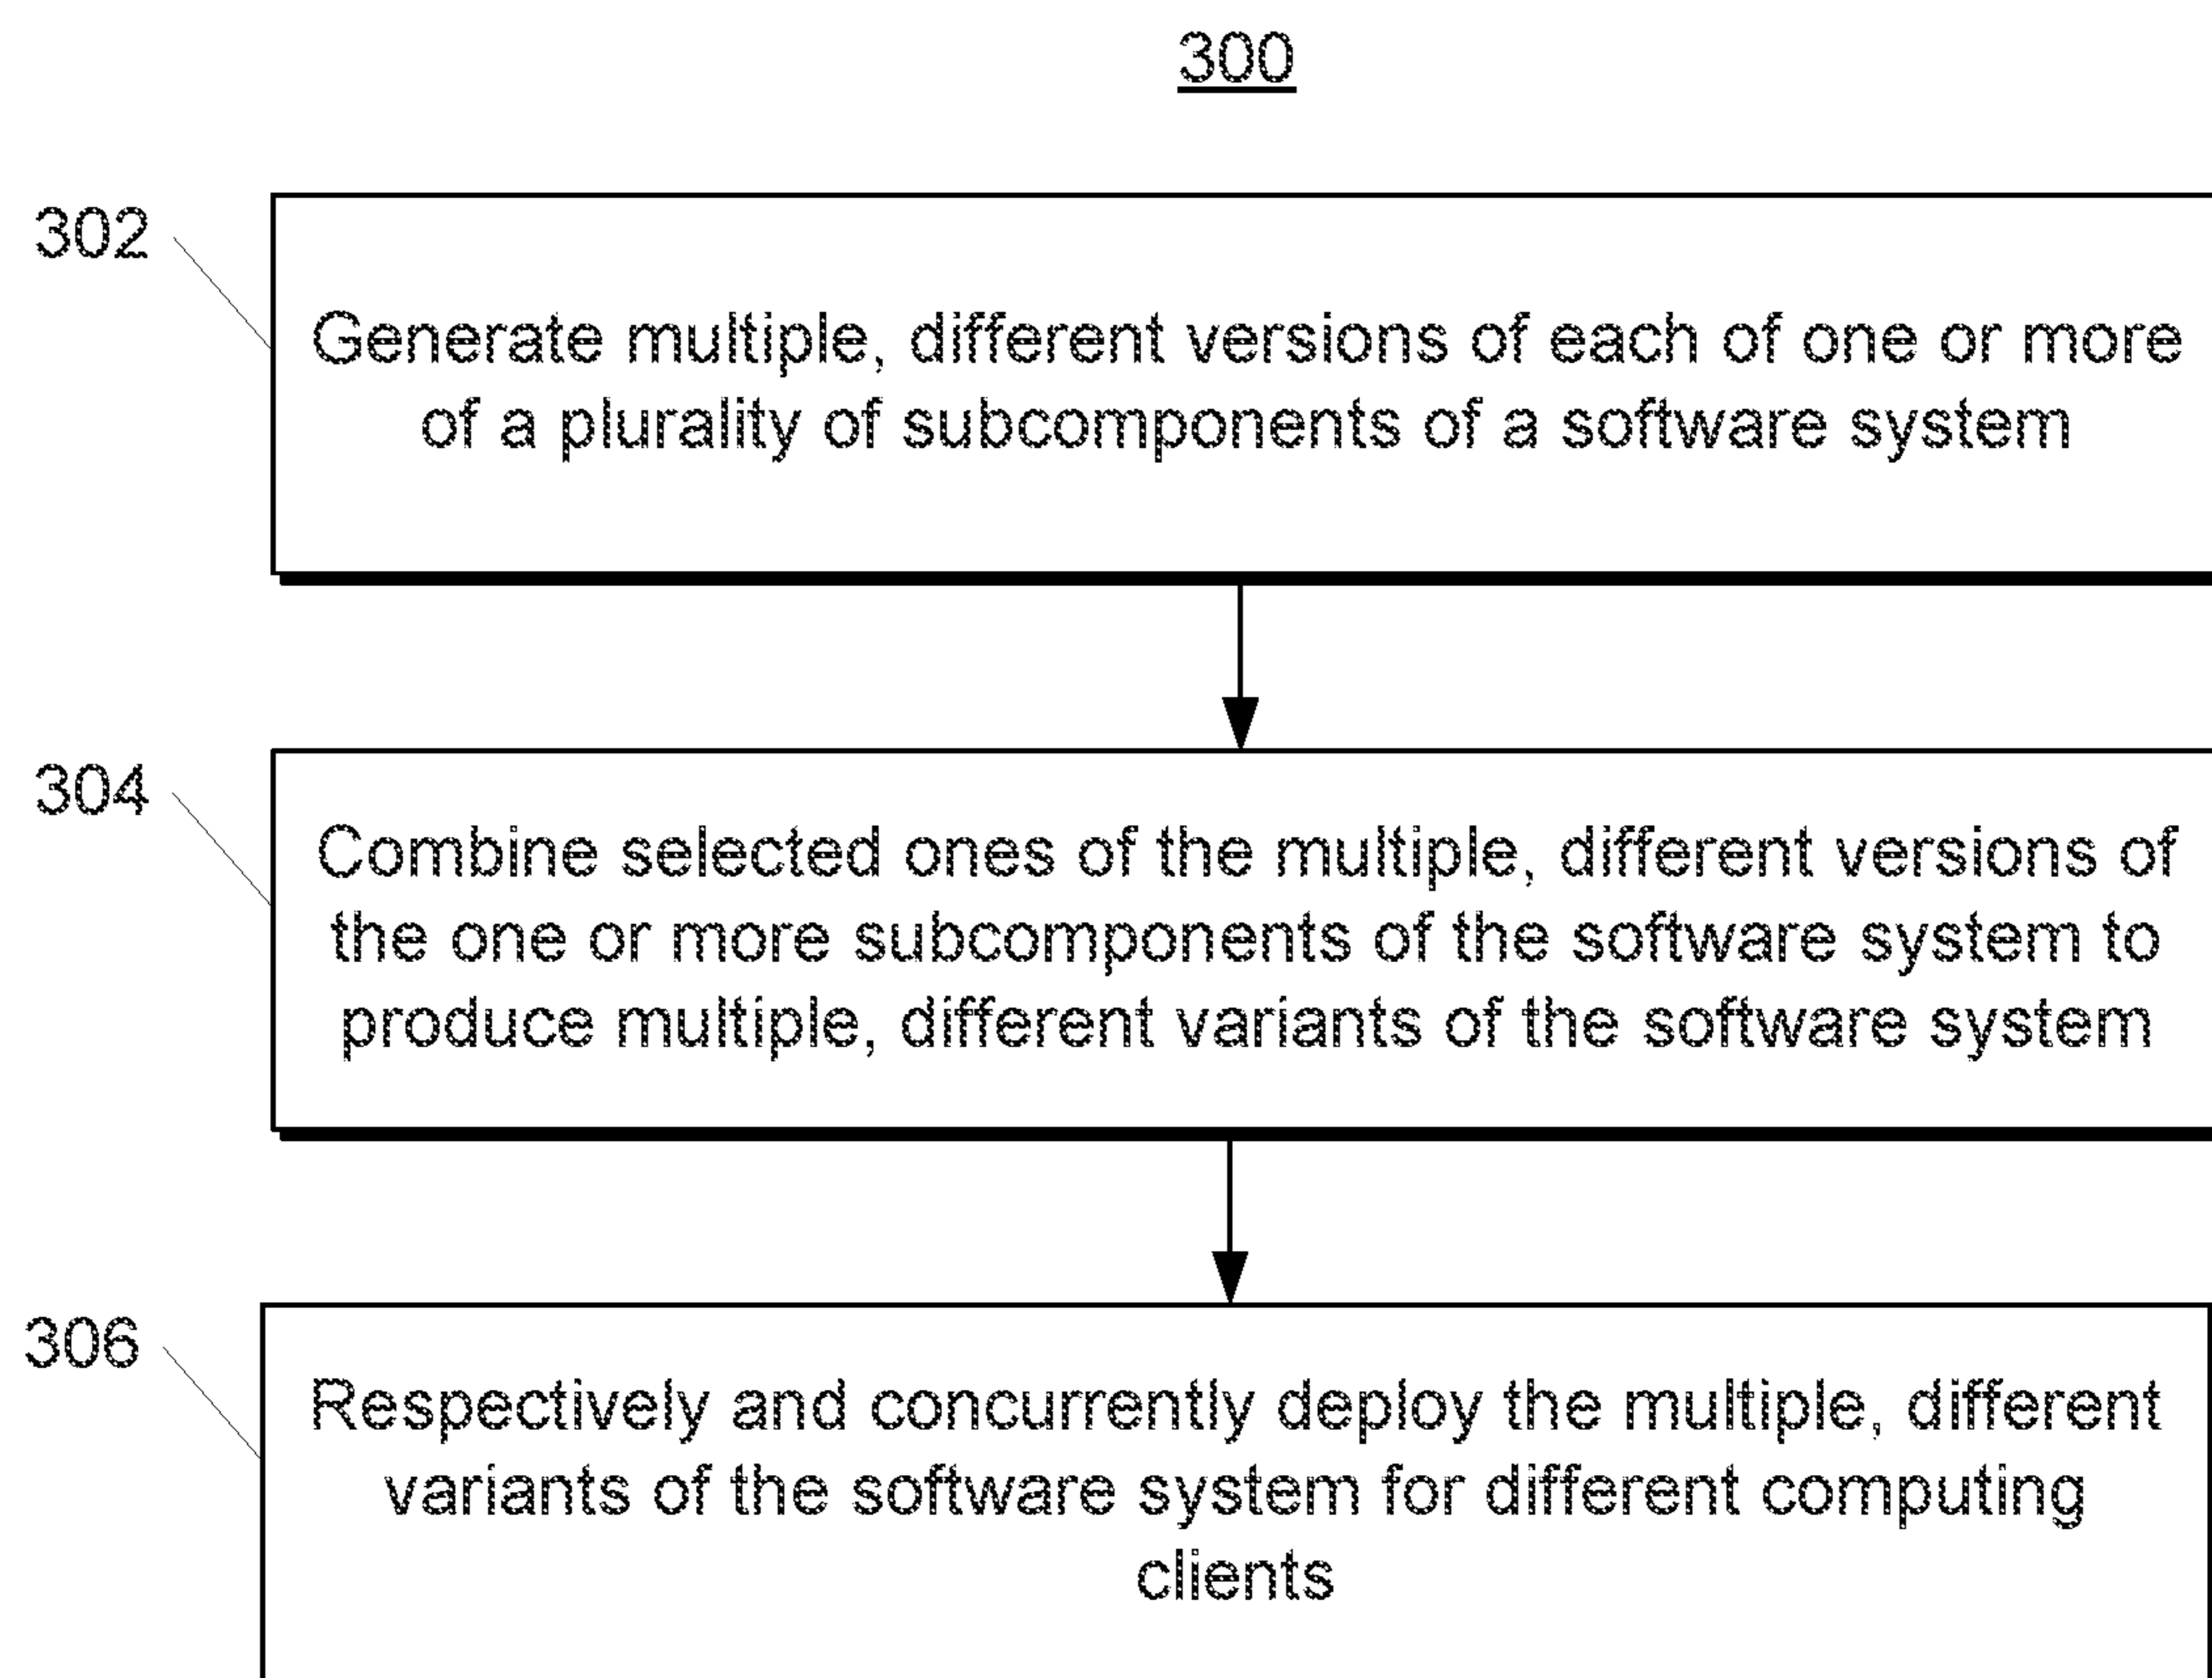 300
302
Generate multiple, different versions of each of one or more
of a plurality of subcomponents of a software system
304
Combine selected ones of the multiple, different versions of
the one or more subcomponents of the software system to
produce multiple, different variants of the software system
306
Respectively and concurrently deploy the multiple, different
variants of the software system for different computing
clients